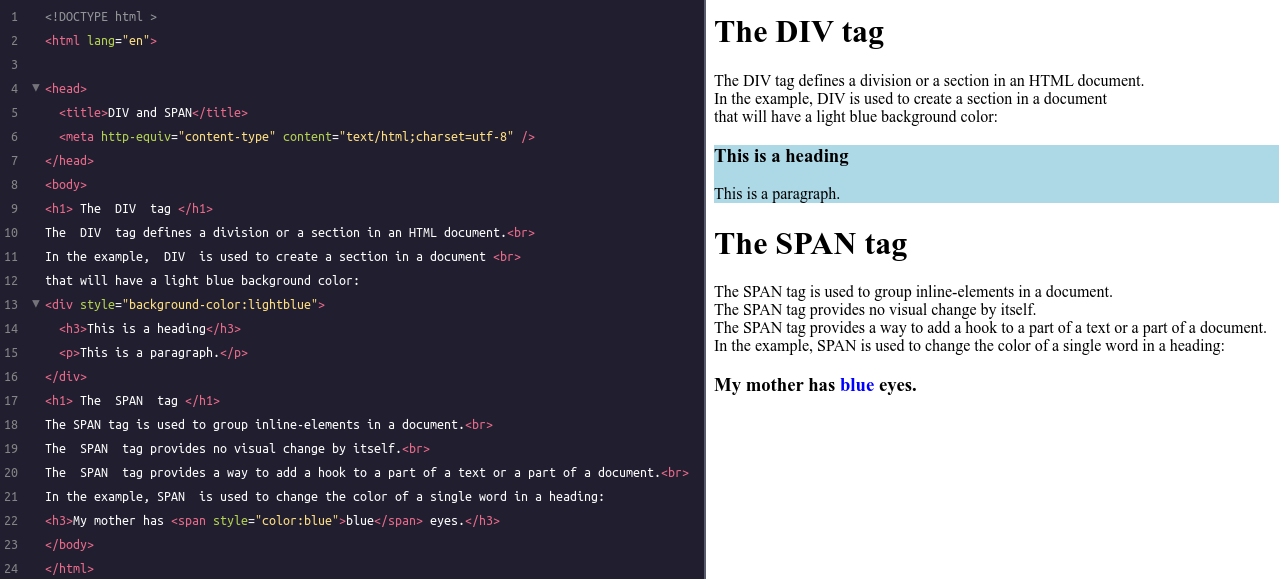 1 <!DOCTYPE html >
2 <html lang="en">
3
4 <head>
5 <title>DIV and SPAN</title>
6 <meta http-equiv="content-type" content="text/html;charset=utf-8" />
7 </head>
8 <body>
9 <h1> The  DIV  tag </h1>
10 The  DIV  tag defines a division or a section in an HTML document.<br>
11 In the example,  DIV  is used to create a section in a document <br>
12 that will have a light blue background color:
13 <div style="background-color:lightblue">
14 <h3>This is a heading</h3>
15 <p>This is a paragraph.</p>
16 </div>
17 <h1> The  SPAN  tag </h1>
18 The SPAN tag is used to group inline-elements in a document.<br>
19 The  SPAN  tag provides no visual change by itself.<br>
20 The  SPAN  tag provides a way to add a hook to a part of a text or a part of a document.<br>
21 In the example, SPAN  is used to change the color of a single word in a heading:
22 <h3>My mother has <span style="color:blue">blue</span> eyes.</h3>
23 </body>
24 </html>
The DIV tag
The DIV tag defines a division or a section in an HTML document.
In the example, DIV is used to create a section in a document
that will have a light blue background color:
This is a heading
This is a paragraph.
The SPAN tag
The SPAN tag is used to group inline-elements in a document.
The SPAN tag provides no visual change by itself.
The SPAN tag provides a way to add a hook to a part of a text or a part of a document.
In the example, SPAN is used to change the color of a single word in a heading:
My mother has blue eyes.